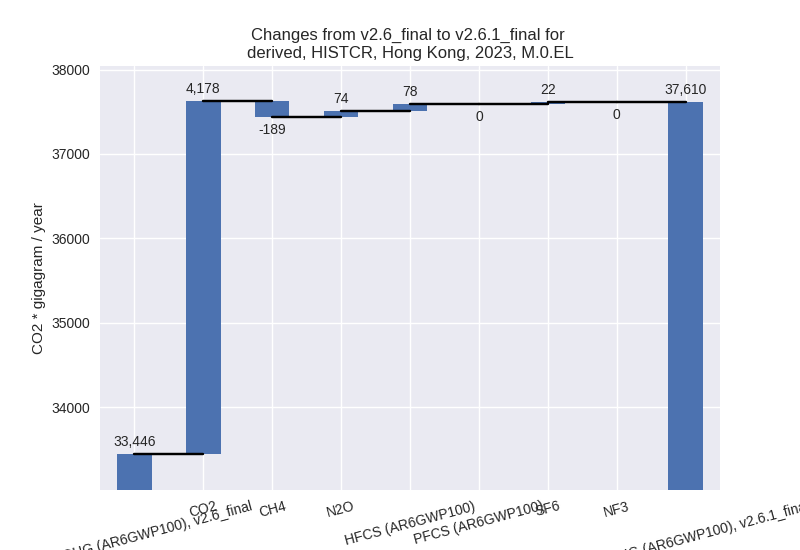 Changes from v2.6_final to v2.6.1_final for
derived, HISTCR, Hong Kong, 2023, M.0.EL
38000
37000
36000
35000
34000
CO2 * gigagram / year
33,446
4,178
-189
74
78
0
22
0
37,610
(AR6GWP100), v2.6_final
CO2
CH4
N2O
HFCS (AR6GWP100)
PFCS (AR6GWP100)
SF6
NF3
(AR6GWP100), v2.6.1_fina